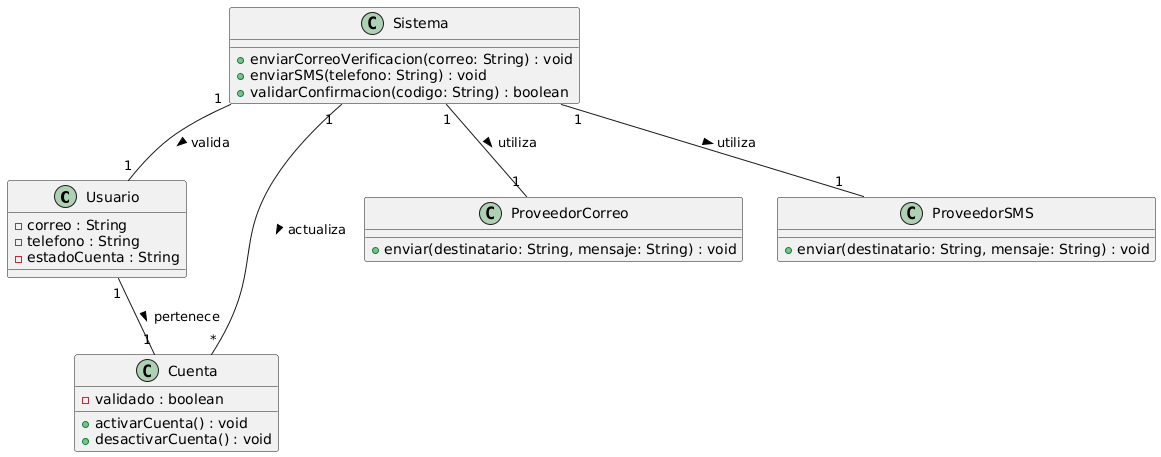 C Sistema
enviarCorreoVerificacion(correo: String) : void
enviarSMS(telefono: String) : void
validarConfirmacion(codigo: String) : boolean
1
1
1
1
valida
utiliza
utiliza
1
1
1
C Usuario
correo : String
telefono : String
estadoCuenta : String
C ProveedorCorreo
enviar(destinatario: String, mensaje: String) : void
C ProveedorSMS
enviar(destinatario: String, mensaje: String) : void
actualiza
1
pertenece
1
*
C Cuenta
validado : boolean
activarCuenta() : void
desactivarCuenta() : void